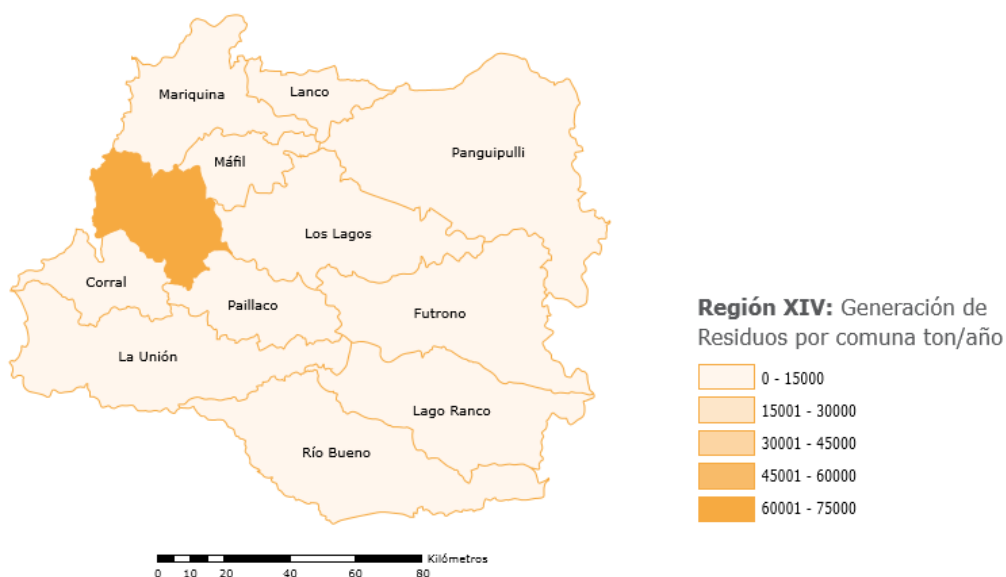 Mariquina
Lanco
Panguipulli
Máfil
Los Lagos
Corral
Paillaco
Futrono
La Unión
Lago Ranco
Río Bueno
Región XIV: Generación de
Residuos por comuna ton/año
0 - 15000
15001 - 30000
30001 - 45000
45001 - 60000
60001 - 75000
Kilómetros
0 10 20 40 60 80